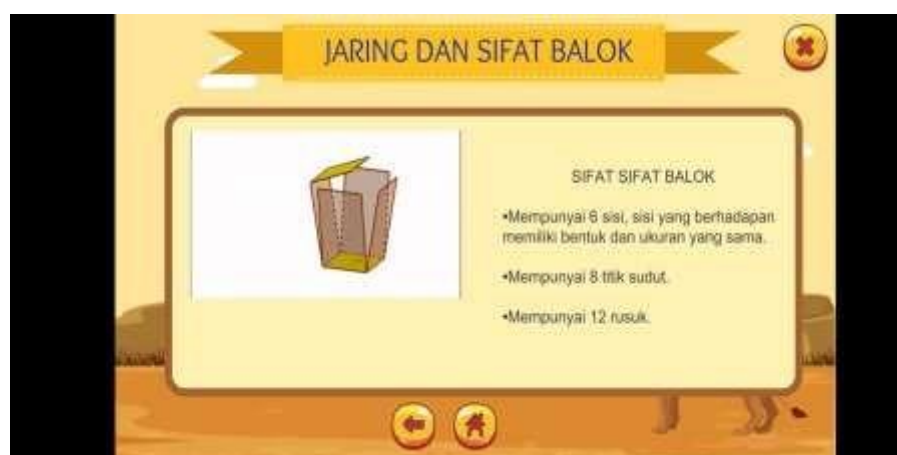 JARING DAN SIFAT BALOK
SIFAT SIFAT BALOK
•Mempunyai 6 sisi, sisi yang berhadapan
memiliki bentuk dan ukuran yang sama.
•Mempunyai 8 titik sudut.
•Mempunyai 12 rusuk.